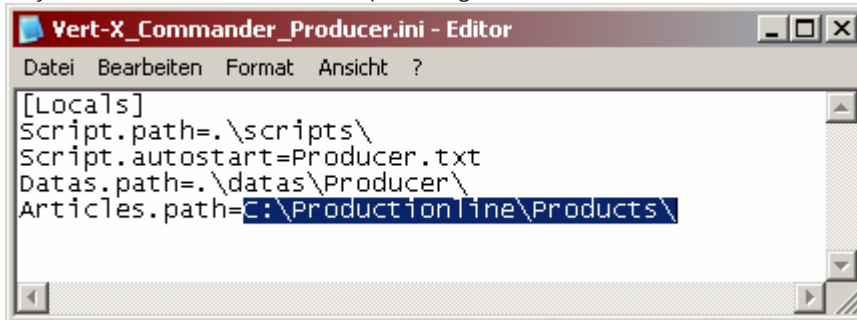 Vert-X_Commander_Producer.ini - Editor
Datei Bearbeiten Format Ansicht ?
[Locals]
Script.path=.\scripts\
Script.autostart=Producer.txt
Datas.path=.\datas\Producer\
Articles.path=C:\Productionline\Products\